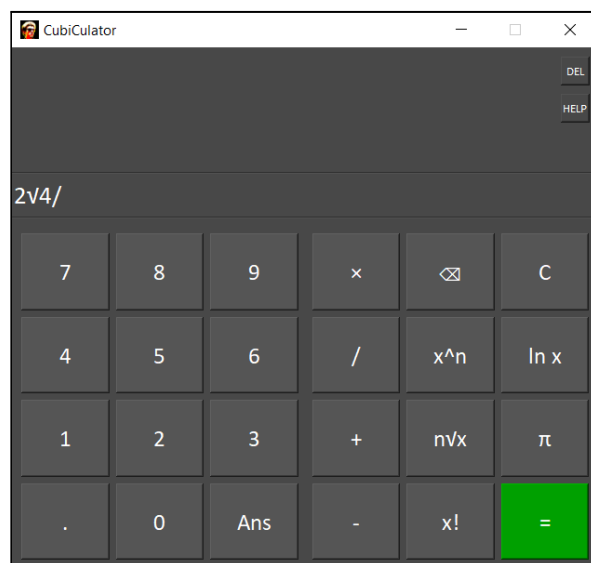 CubiCulator
DEL
HELP
2√4/
7 8 9 × ⌫ C
4 5 6 / x^n ln x
1 2 3 + n√x π
. 0 Ans - x! =